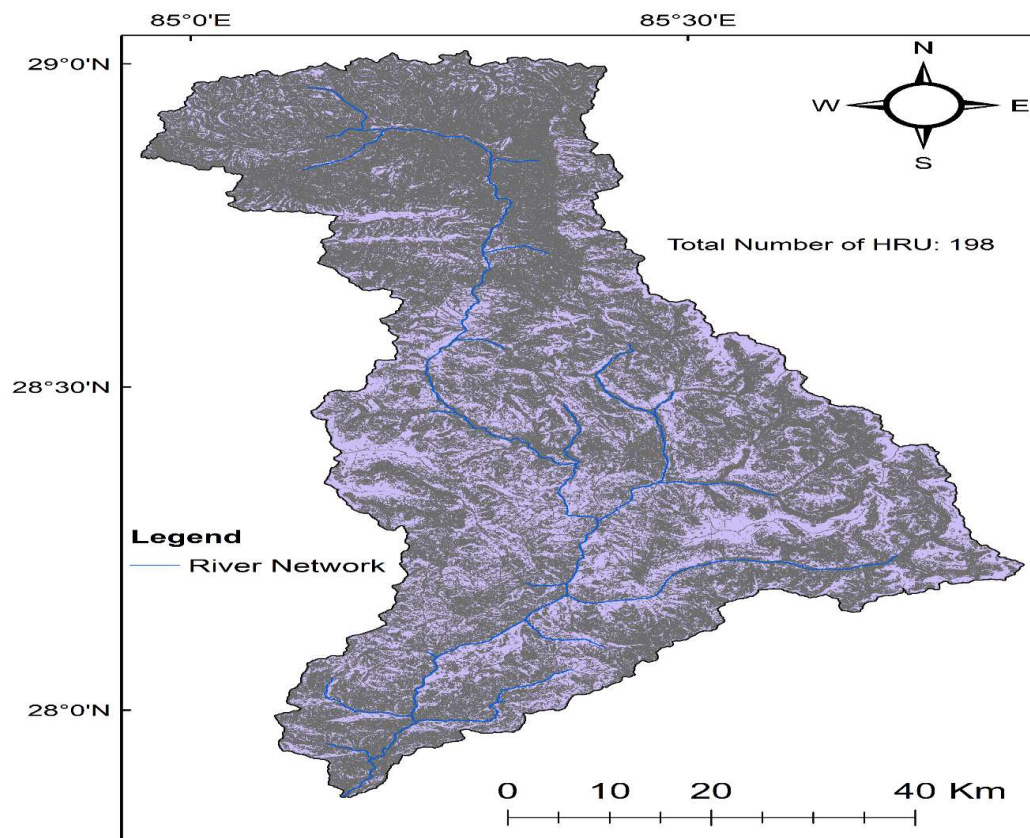 85°0'E 85°30'E
29°0'N
N
W E
S
Total Number of HRU: 198
28°30'N
Legend
River Network
28°0'N
0 10 20 40 Km